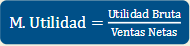 M. Utilidad = Utilidad Bruta
Ventas Netas